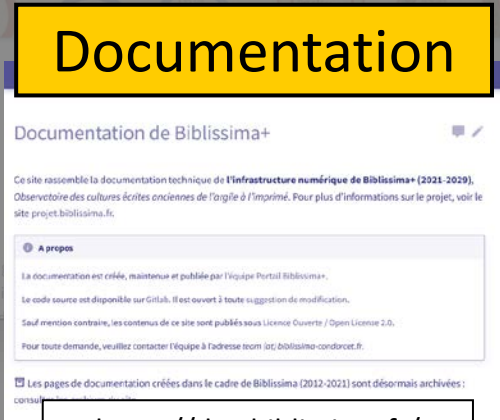 Documentation
Documentation de Biblissima+
Ce site rassemble la documentation technique de l'infrastructure numérique de Biblissima+ (2021-2029),
Observatoire des cultures écrites anciennes de l'argile à l'imprimé. Pour plus d'informations sur le projet, voir le
site projet.biblissima.fr.
A propos
La documentation est créée, maintenue et publiée par l'équipe Portail Biblissima+.
Le code source est disponible sur Gitlab. Il est ouvert à toute suggestion de modification.
Sauf mention contraire, les contenus de ce site sont publiés sous Licence Ouverte / Open License 2.0.
Pour toute demande, veuillez contacter l'équipe à l'adresse team (at) biblissima-condorcet.fr.
Les pages de documentation créées dans le cadre de Biblissima (2012-2021) sont désormais archivées :